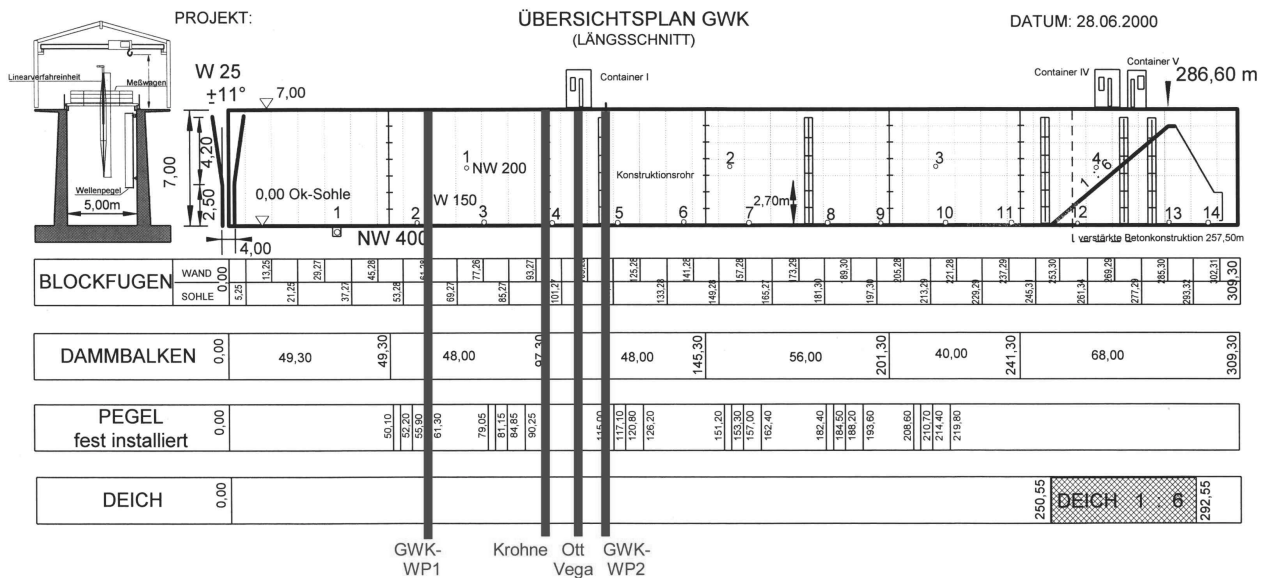 PROJEKT:
ÜBERSICHTSPLAN GWK
(LÄNGSSCHNITT)
DATUM: 28.06.2000
Linearverfahreinheit
Meßwagen
Wellenpegel
5,00m
7,00
4,20
2,50
W 25
+11°
4,00
7,00
0,00 Ok-Sohle
NW 400
W 150
NW 200
Container I
Konstruktionsrohr
2,70m
Container IV
Container V
286,60 m
1 : 6
verstärkte Betonkonstruktion 257,50m
1 2 3 4
1 2 3 4 5 6 7 8 9 10 11 12 13 14
BLOCKFUGEN
WAND
0,00
13,25 29,27 45,28 77,26 93,27 125,28 141,28 157,28 173,29 189,30 205,28 221,28 237,29 253,30 269,29 285,30 302,31
309,30
SOHLE
5,25 21,25 37,27 53,28 69,27 85,27 101,27 133,28 149,28 165,27 181,30 197,30 213,29 229,29 245,31 261,34 277,29 293,32
DAMMBALKEN
0,00
49,30 49,30 48,00 97,30 48,00 145,30 56,00 201,30 40,00 241,30 68,00 309,30
PEGEL
fest installiert
0,00
50,10 52,20 55,90 61,30 79,05 81,15 84,85 90,25 115,00 117,10 120,80 126,20 151,20 153,30 157,00 162,40 182,40 184,50 188,20 193,60 208,60 210,70 214,40 219,80
DEICH
0,00
250,55
DEICH 1 : 6
292,55
GWK-
WP1
Krohne
Ott
Vega
GWK-
WP2